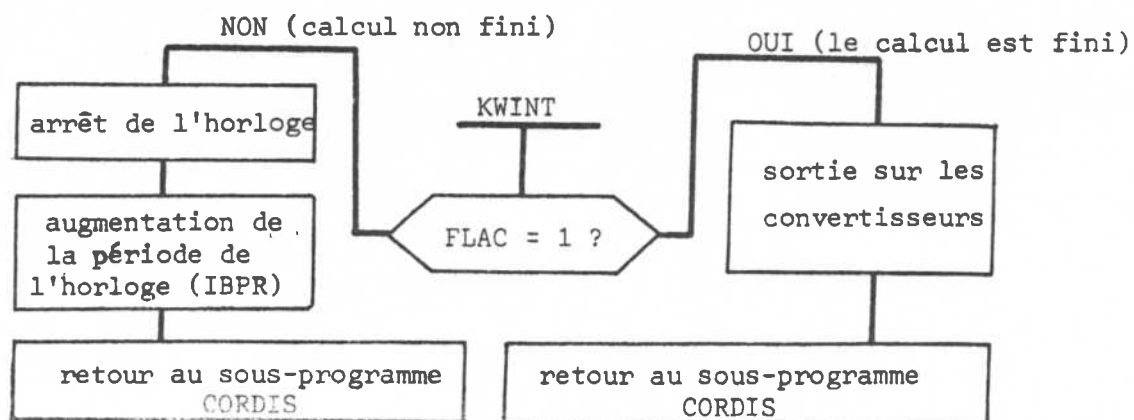 NON (calcul non fini)
OUI (le calcul est fini)
arrêt de l'horloge
KWINT
sortie sur les
convertisseurs
augmentation de
la période de
l'horloge (IBPR)
FLAC = 1 ?
retour au sous-programme
CORDIS
retour au sous-programme
CORDIS